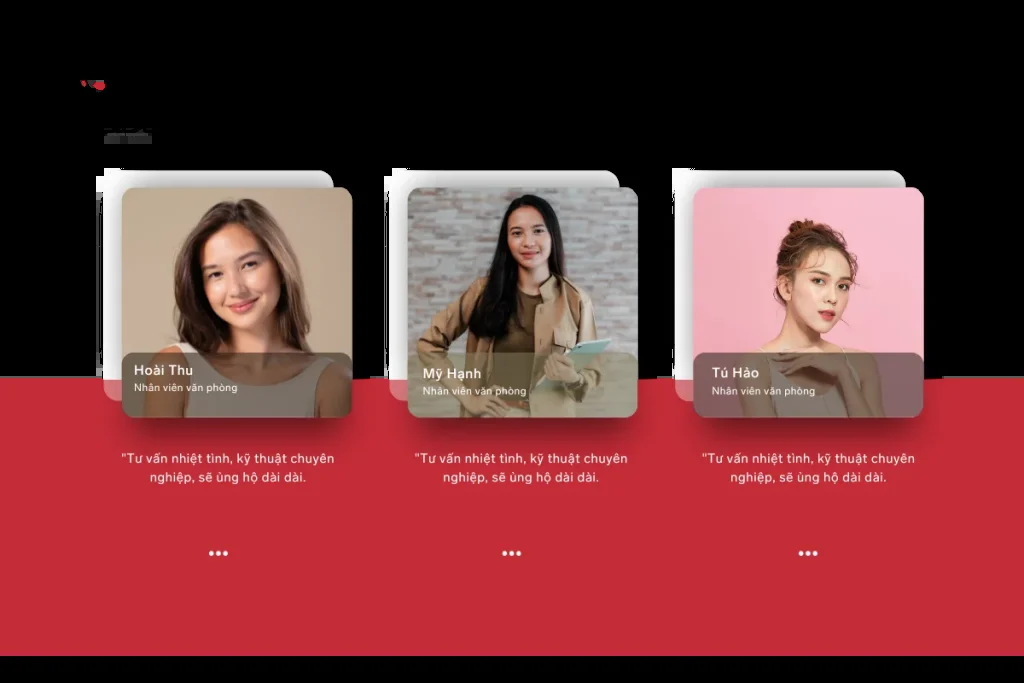 Hoài Thu
Nhân viên văn phòng
Mỹ Hạnh
Nhân viên văn phòng
Tú Hảo
Nhân viên văn phòng
"Tư vấn nhiệt tình, kỹ thuật chuyên
nghiệp, sẽ ủng hộ dài dài.
"Tư vấn nhiệt tình, kỹ thuật chuyên
nghiệp, sẽ ủng hộ dài dài.
"Tư vấn nhiệt tình, kỹ thuật chuyên
nghiệp, sẽ ủng hộ dài dài.